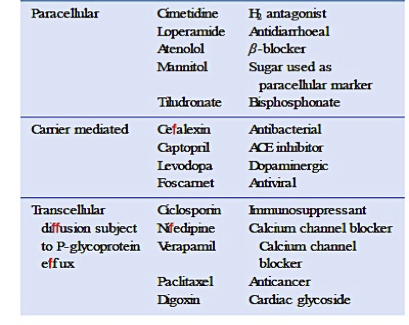 Paracellular Cimetidine H₂ antagonist
Loperamide Antidiarrhoeal
Atenolol β-blocker
Mannitol Sugar used as
paracellular marker
Tiludronate Bisphosphonate
Carrier mediated Cefalexin Antibacterial
Captopril ACE inhibitor
Levodopa Dopaminergic
Foscarnet Antiviral
Transcellular Ciclosporin Immunosuppressant
diffusion subject Nifedipine Calcium channel blocker
to P-glycoprotein Verapamil Calcium channel
efflux blocker
Paclitaxel Anticancer
Digoxin Cardiac glycoside